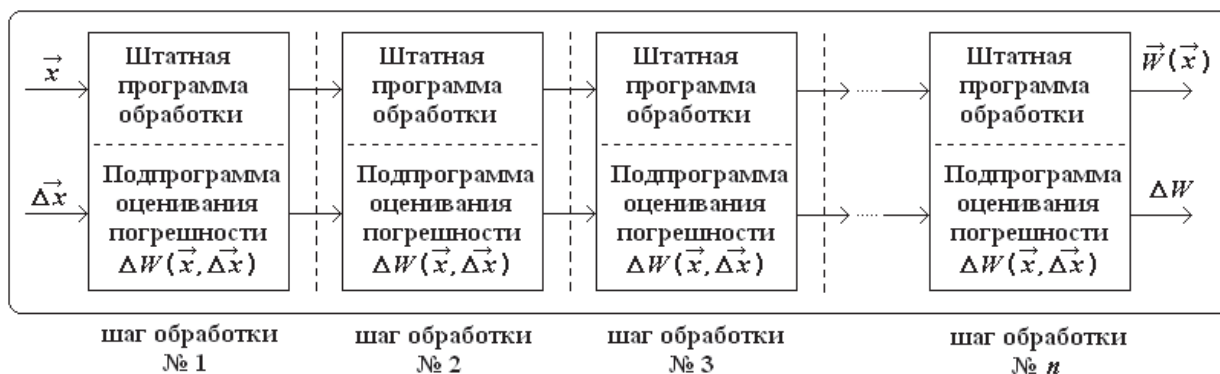 x⃗
Штатная
программа
обработки
Δx⃗
Подпрограмма
оценивания
погрешности
ΔW(x⃗, Δx⃗)
шаг обработки
№ 1
Штатная
программа
обработки
Подпрограмма
оценивания
погрешности
ΔW(x⃗, Δx⃗)
шаг обработки
№ 2
Штатная
программа
обработки
Подпрограмма
оценивания
погрешности
ΔW(x⃗, Δx⃗)
шаг обработки
№ 3
Штатная
программа
обработки
Подпрограмма
оценивания
погрешности
ΔW(x⃗, Δx⃗)
шаг обработки
№ n
W⃗(x⃗)
ΔW